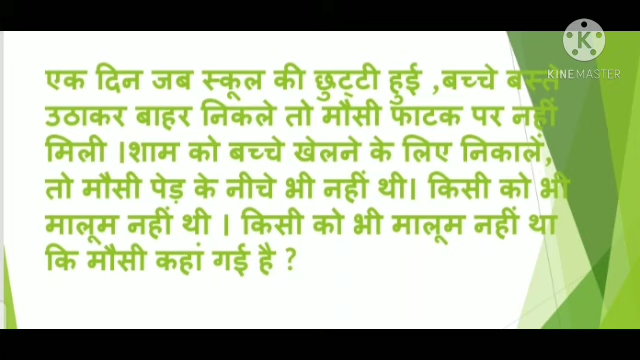 KINEMASTER
एक दिन जब स्कूल की छुट्टी हुई ,बच्चे बस्ते
उठाकर बाहर निकले तो मौसी फाटक पर नहीं
मिली ।शाम को बच्चे खेलने के लिए निकालें,
तो मौसी पेड़ के नीचे भी नहीं थी। किसी को भी
मालूम नहीं थी । किसी को भी मालूम नहीं था
कि मौसी कहां गई है ?